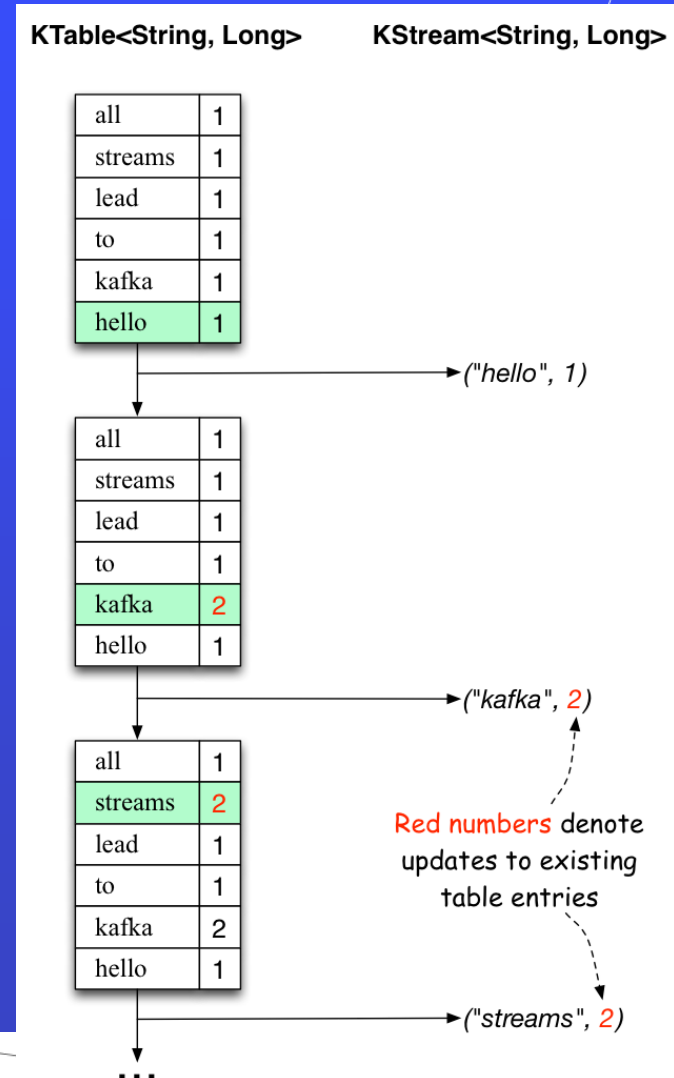 KTable<String, Long> KStream<String, Long>
all 1
streams 1
lead 1
to 1
kafka 1
hello 1
("hello", 1)
all 1
streams 1
lead 1
to 1
kafka 2
hello 1
("kafka", 2)
all 1
streams 2
lead 1
to 1
kafka 2
hello 1
Red numbers denote
updates to existing
table entries
("streams", 2)
...